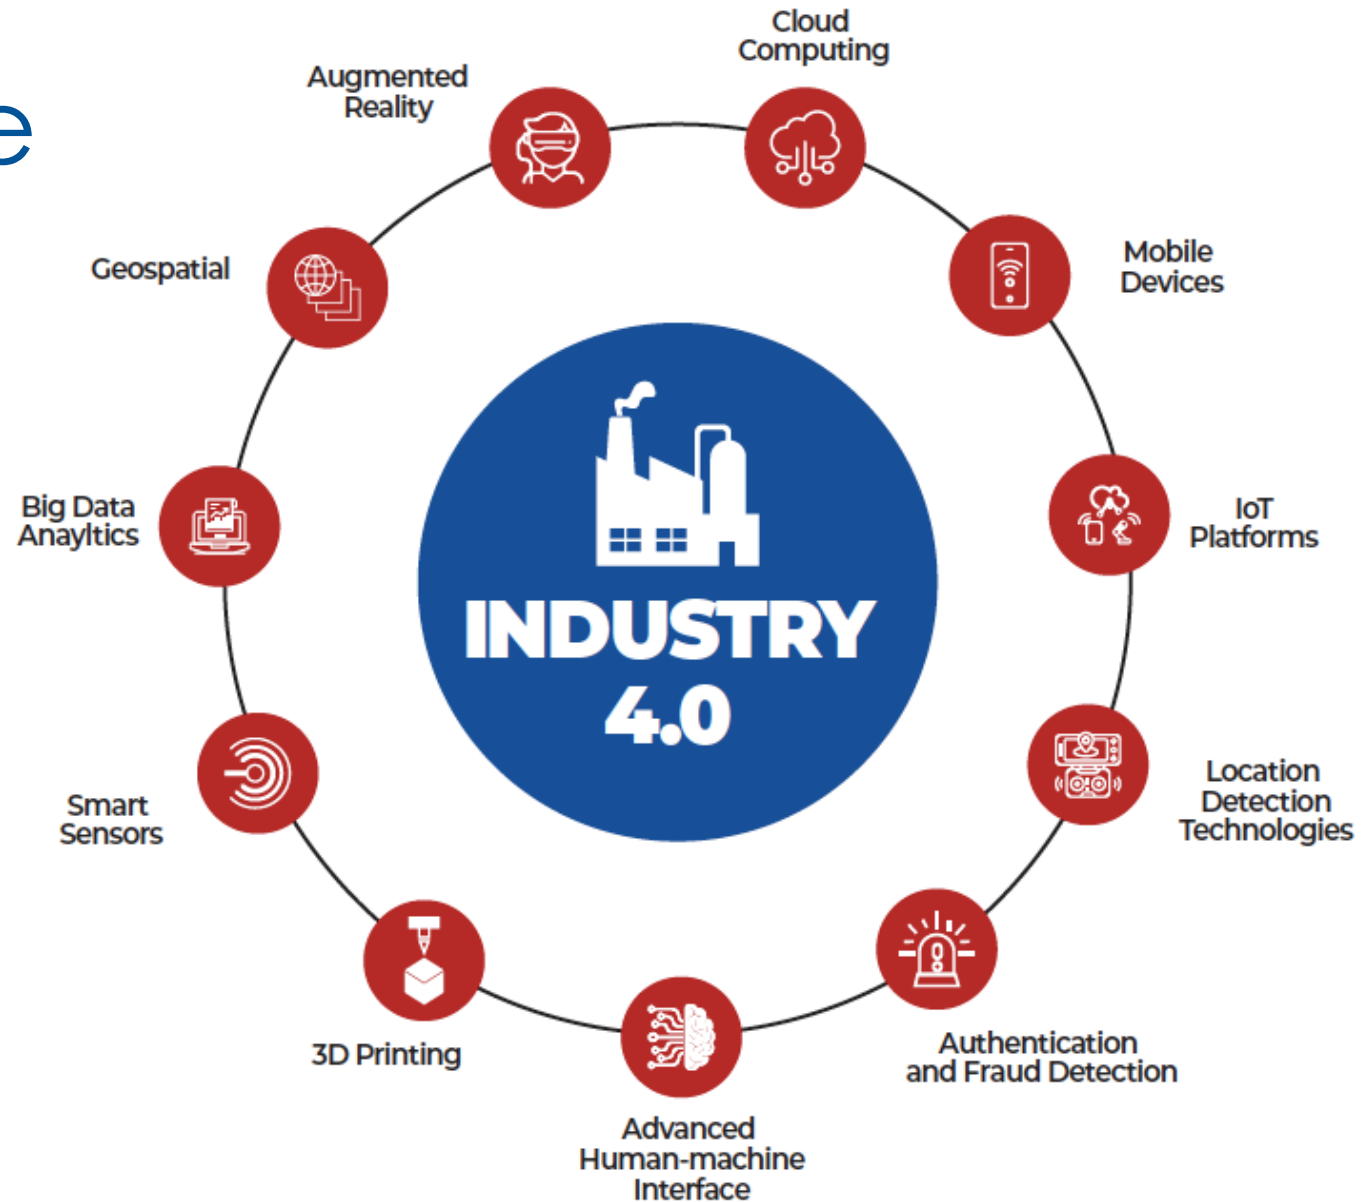 e
Cloud
Computing
Augmented
Reality
Mobile
Devices
Geospatial
Big Data
Anayltics
IoT
Platforms
INDUSTRY
4.0
Location
Detection
Technologies
Smart
Sensors
Authentication
and Fraud Detection
3D Printing
Advanced
Human-machine
Interface